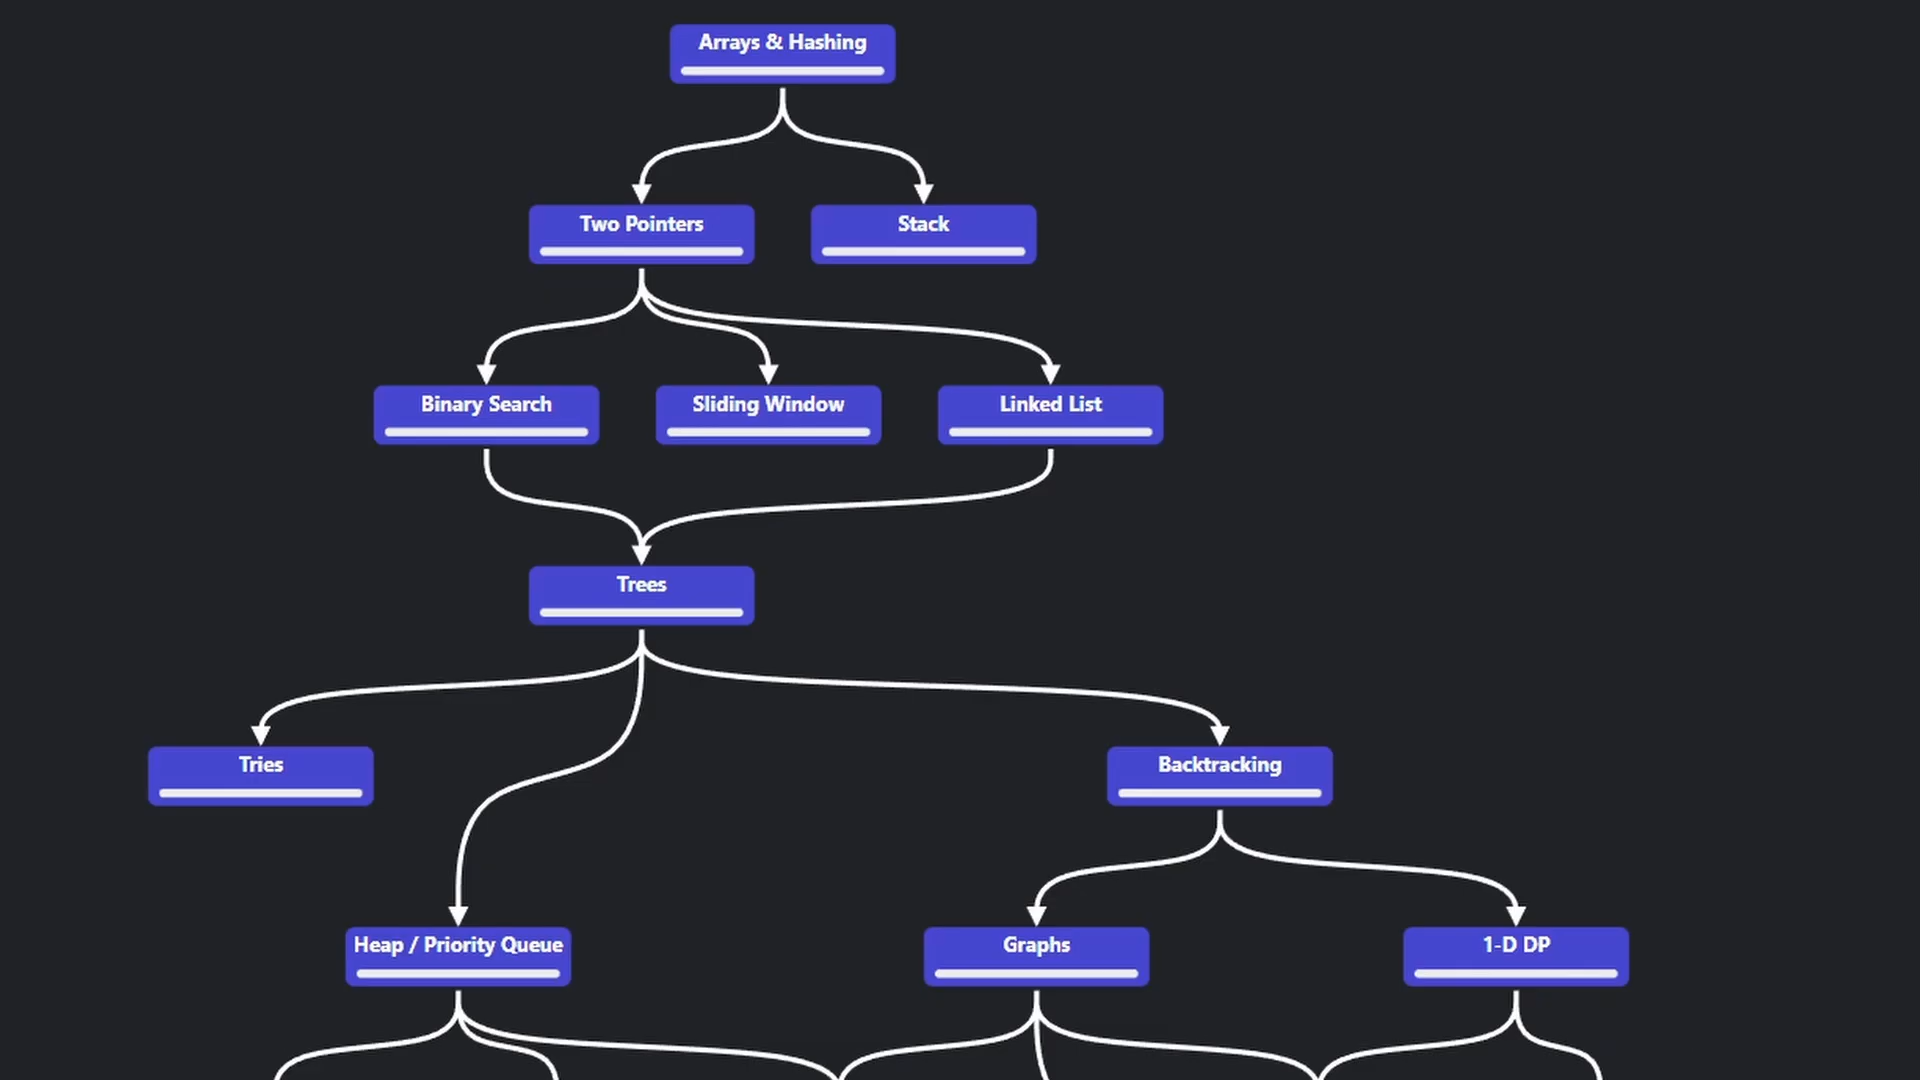 Arrays & Hashing
Two Pointers
Stack
Binary Search
Sliding Window
Linked List
Trees
Tries
Backtracking
Heap / Priority Queue
Graphs
1-D DP